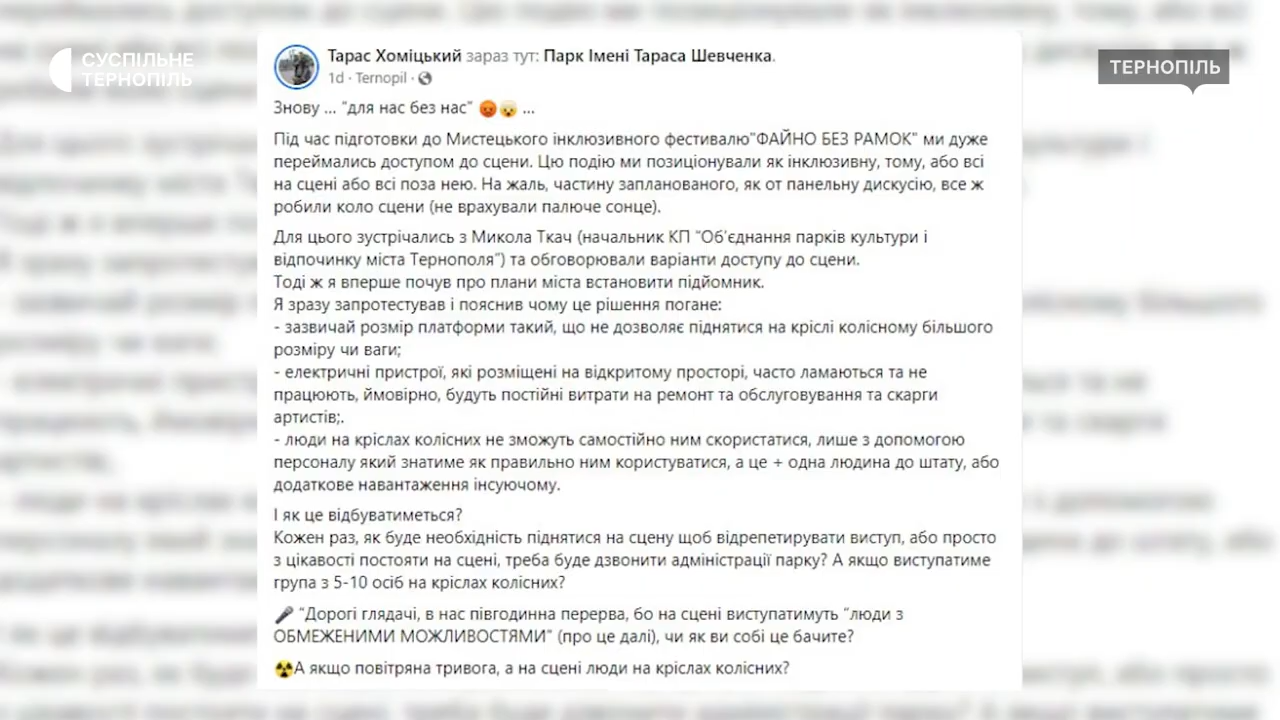 СУСПІЛЬНЕ
ТЕРНОПІЛЬ
ТЕРНОПІЛЬ
Тарас Хоміцький зараз тут: Парк Імені Тараса Шевченка.
1d · Ternopil ·
Знову ... "для нас без нас" 😡😮 ...
Під час підготовки до Мистецького інклюзивного фестивалю"ФАЙНО БЕЗ РАМОК" ми дуже
переймались доступом до сцени. Цю подію ми позиціонували як інклюзивну, тому, або всі
на сцені або всі поза нею. На жаль, частину запланованого, як от панельну дискусію, все ж
робили коло сцени (не врахували палюче сонце).
Для цього зустрічались з Микола Ткач (начальник КП "Об'єднання парків культури і
відпочинку міста Тернополя") та обговорювали варіанти доступу до сцени.
Тоді ж я вперше почув про плани міста встановити підйомник.
Я зразу запротестував і пояснив чому це рішення погане:
- зазвичай розмір платформи такий, що не дозволяє піднятися на кріслі колісному більшого
розміру чи ваги;
- електричні пристрої, які розміщені на відкритому просторі, часто ламаються та не
працюють, ймовірно, будуть постійні витрати на ремонт та обслуговування та скарги
артистів;.
- люди на кріслах колісних не зможуть самостійно ним скористатися, лише з допомогою
персоналу який знатиме як правильно ним користуватися, а це + одна людина до штату, або
додаткове навантаження інсуючому.
І як це відбуватиметься?
Кожен раз, як буде необхідність піднятися на сцену щоб відрепетирувати виступ, або просто
з цікавості постояти на сцені, треба буде дзвонити адміністрації парку? А якщо виступатиме
група з 5-10 осіб на кріслах колісних?
🎤 "Дорогі глядачі, в нас півгодинна перерва, бо на сцені виступатимуть "люди з
ОБМЕЖЕНИМИ МОЖЛИВОСТЯМИ" (про це далі), чи як ви собі це бачите?
☢А якщо повітряна тривога, а на сцені люди на кріслах колісних?